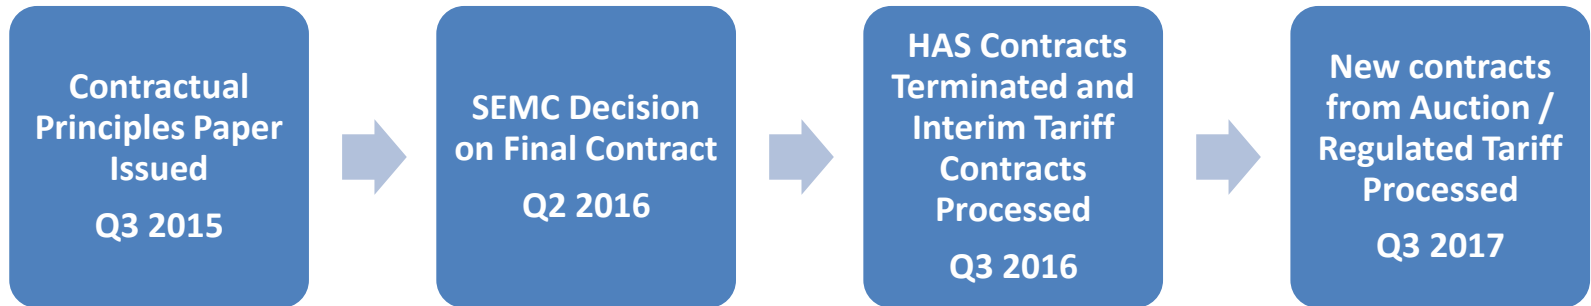 Contractual
Principles Paper
Issued
Q3 2015
SEMC Decision
on Final Contract
Q2 2016
HAS Contracts
Terminated and
Interim Tariff
Contracts
Processed
Q3 2016
New contracts
from Auction /
Regulated Tariff
Processed
Q3 2017